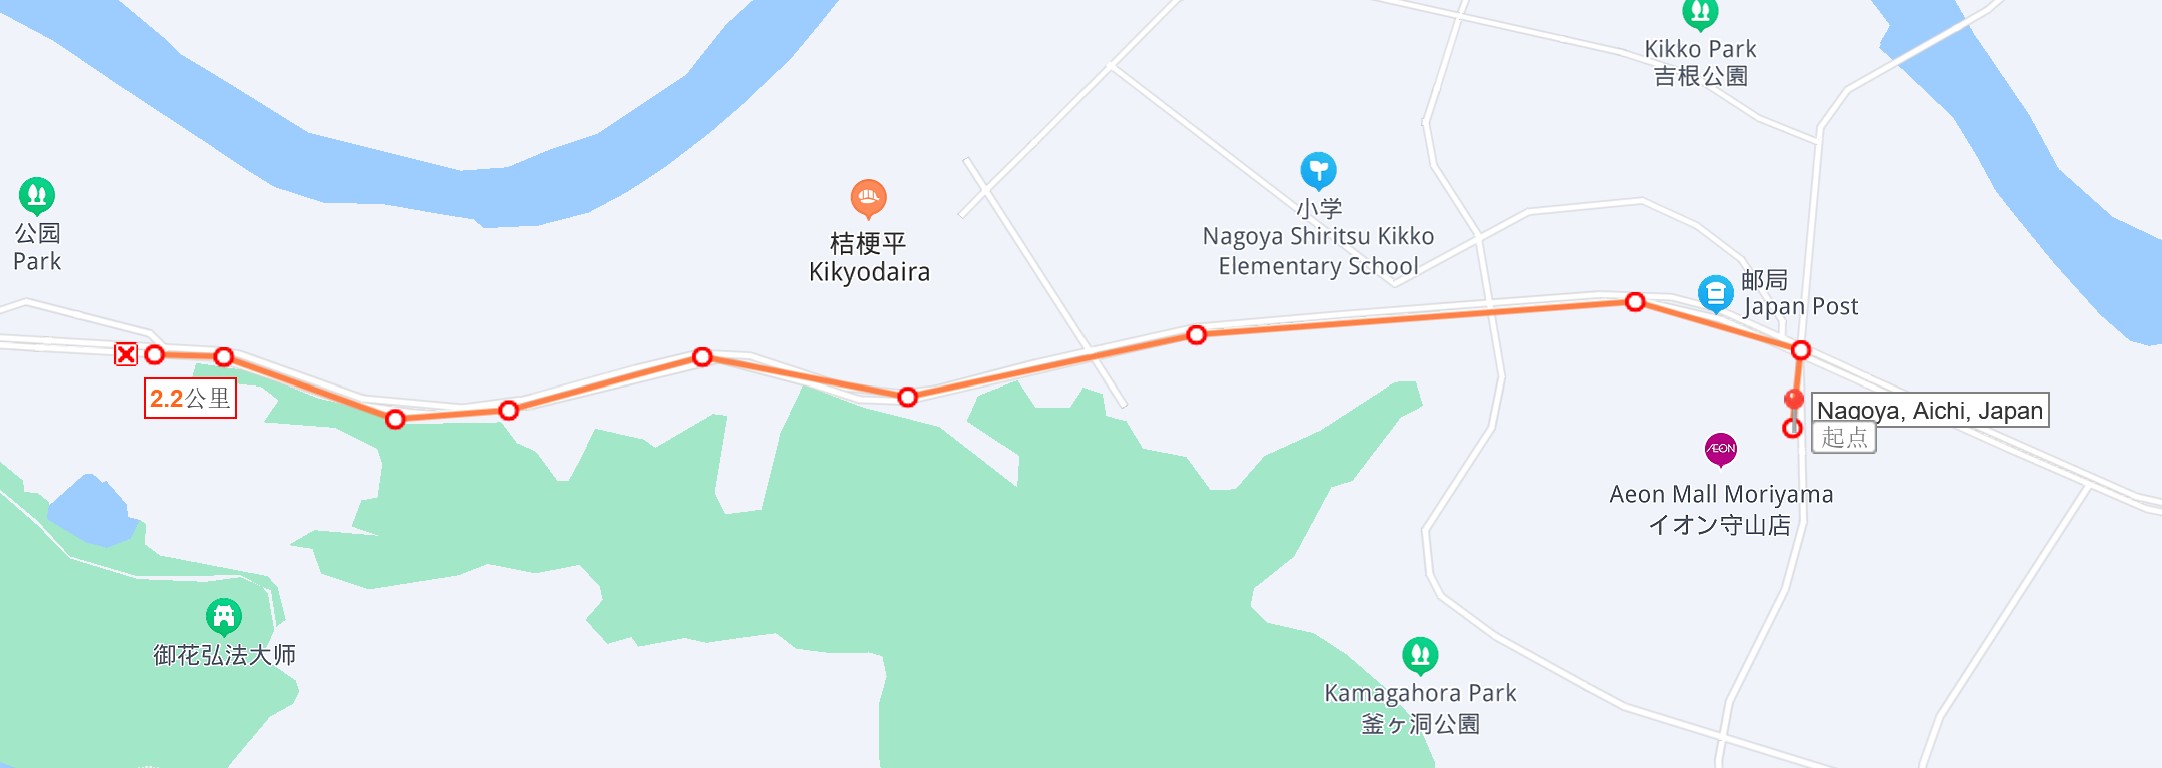 Kikko Park
吉根公園
公园
Park
桔梗平
Kikyodaira
小学
Nagoya Shiritsu Kikko
Elementary School
邮局
Japan Post
2.2公里
Nagoya, Aichi, Japan
起点
ÆON
Aeon Mall Moriyama
イオン守山店
御花弘法大师
Kamagahora Park
釜ヶ洞公園